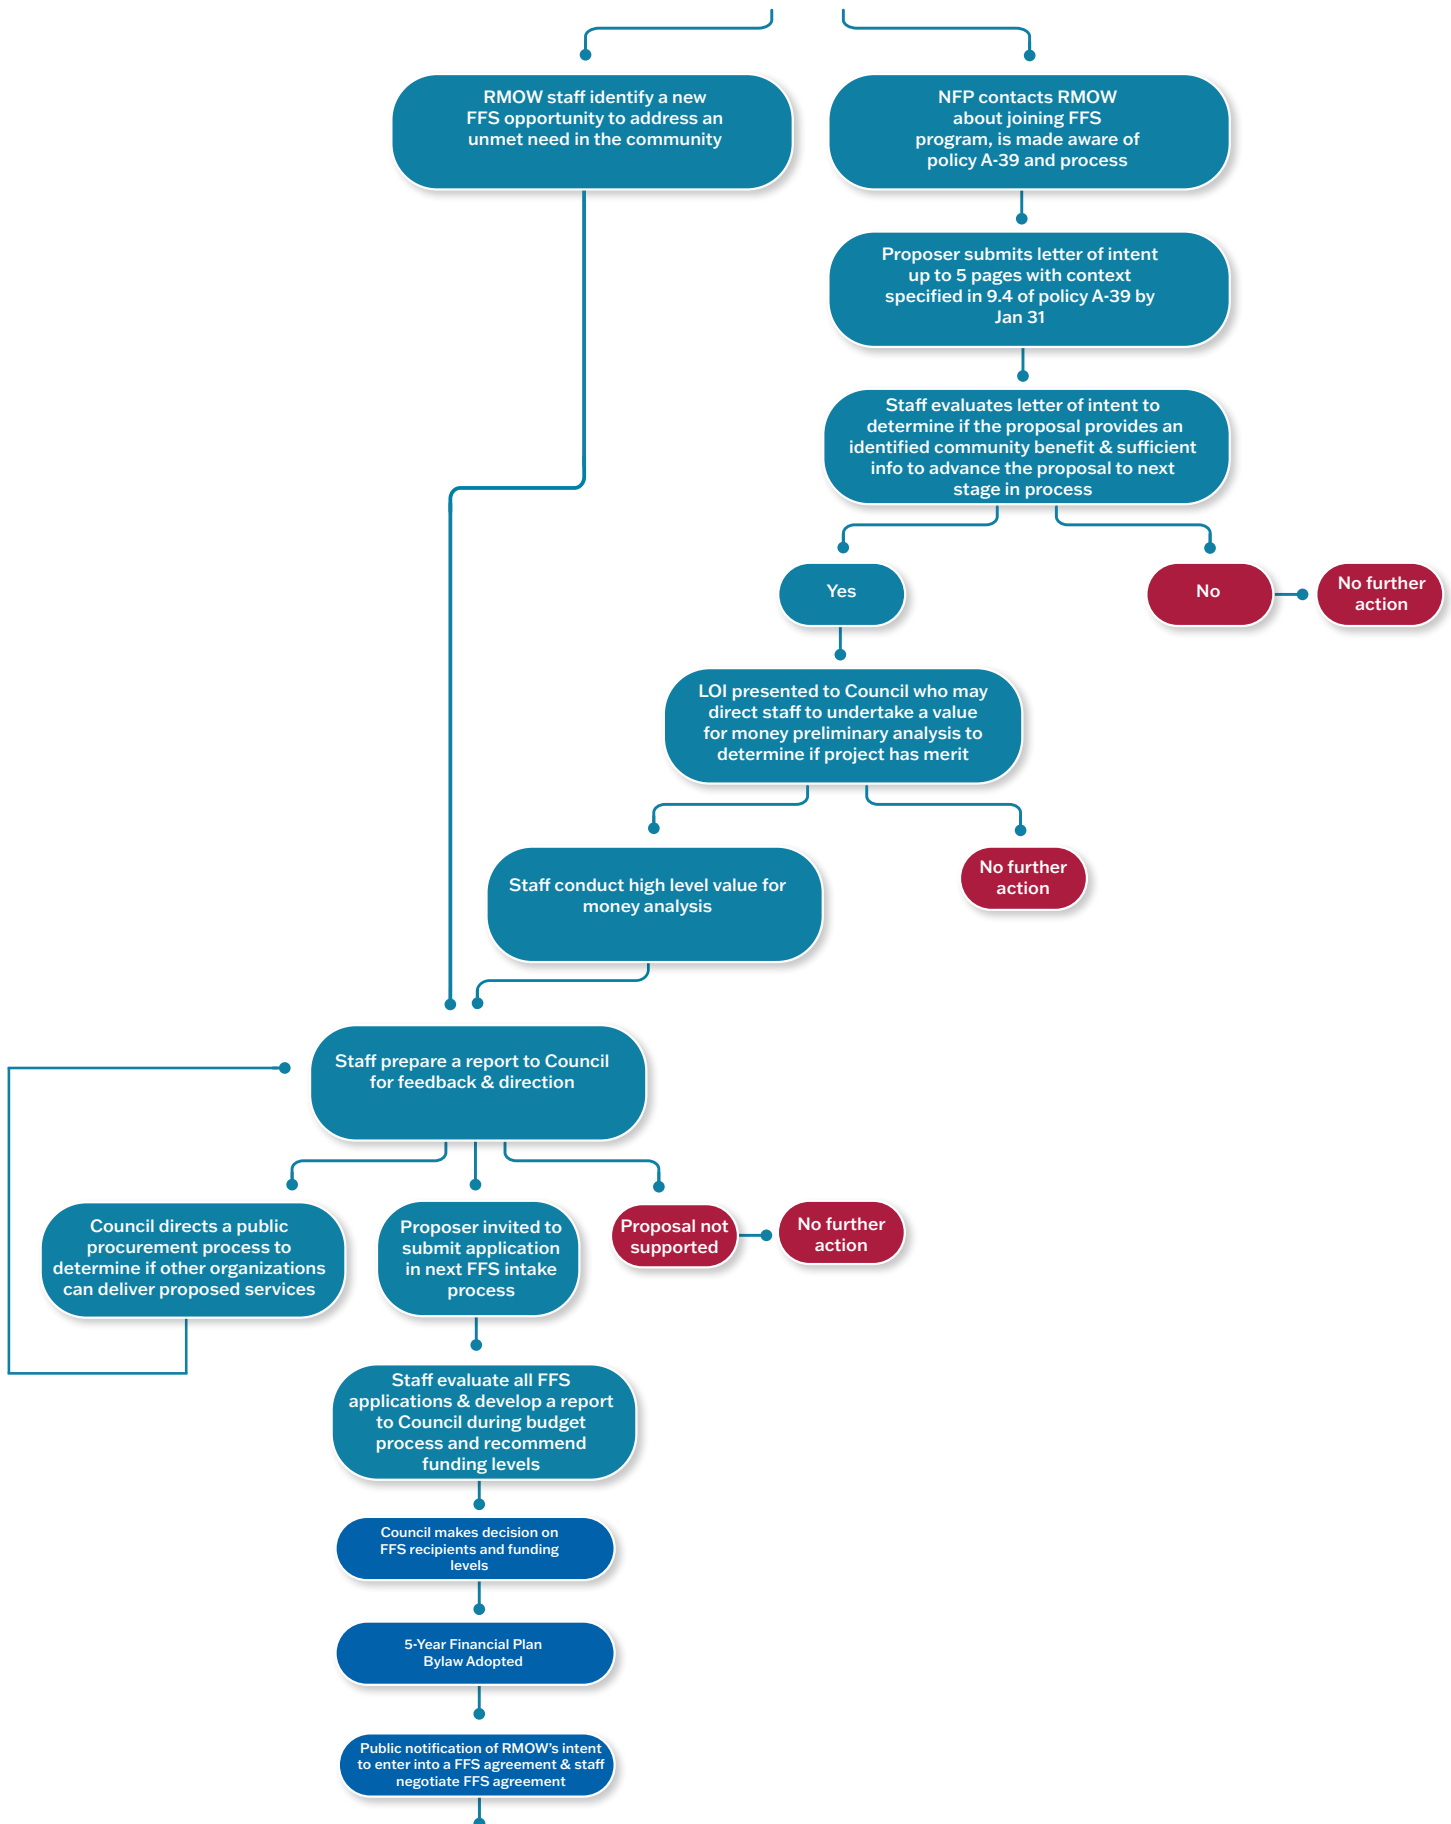 RMOW staff identify a new
FFS opportunity to address an
unmet need in the community
NFP contacts RMOW
about joining FFS
program, is made aware of
policy A-39 and process
Proposer submits letter of intent
up to 5 pages with context
specified in 9.4 of policy A-39 by
Jan 31
Staff evaluates letter of intent to
determine if the proposal provides an
identified community benefit & sufficient
info to advance the proposal to next
stage in process
Yes
No
No further
action
LOI presented to Council who may
direct staff to undertake a value
for money preliminary analysis to
determine if project has merit
Staff conduct high level value for
money analysis
No further
action
Staff prepare a report to Council
for feedback & direction
Council directs a public
procurement process to
determine if other organizations
can deliver proposed services
Proposer invited to
submit application
in next FFS intake
process
Proposal not
supported
No further
action
Staff evaluate all FFS
applications & develop a report
to Council during budget
process and recommend
funding levels
Council makes decision on
FFS recipients and funding
levels
5-Year Financial Plan
Bylaw Adopted
Public notification of RMOW's intent
to enter into a FFS agreement & staff
negotiate FFS agreement